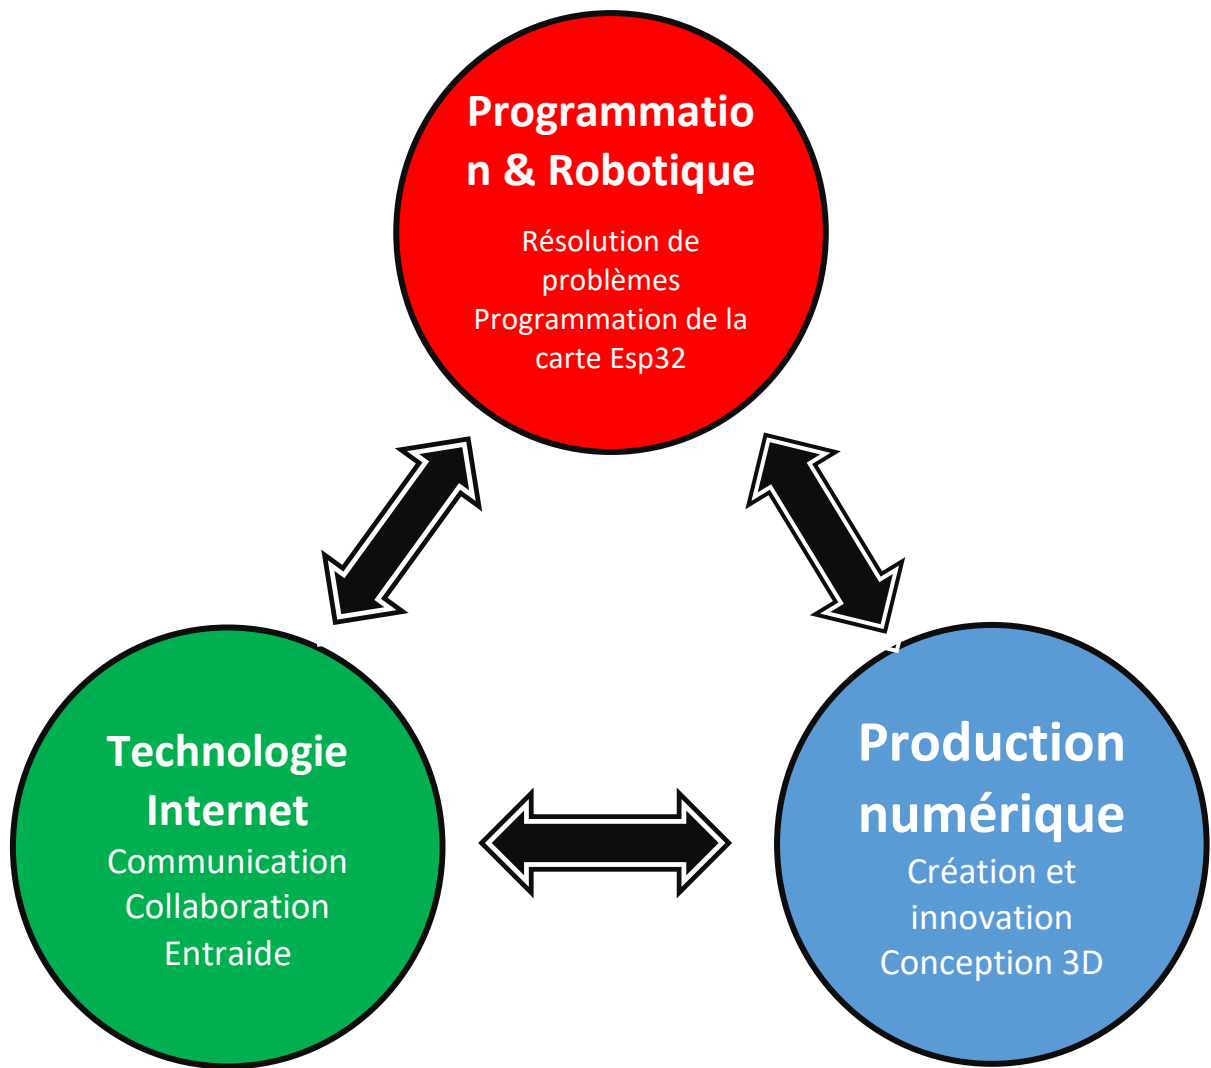 Programmatio
n & Robotique
Résolution de
problèmes
Programmation de la
carte Esp32
Technologie
Internet
Communication
Collaboration
Entraide
Production
numérique
Création et
innovation
Conception 3D